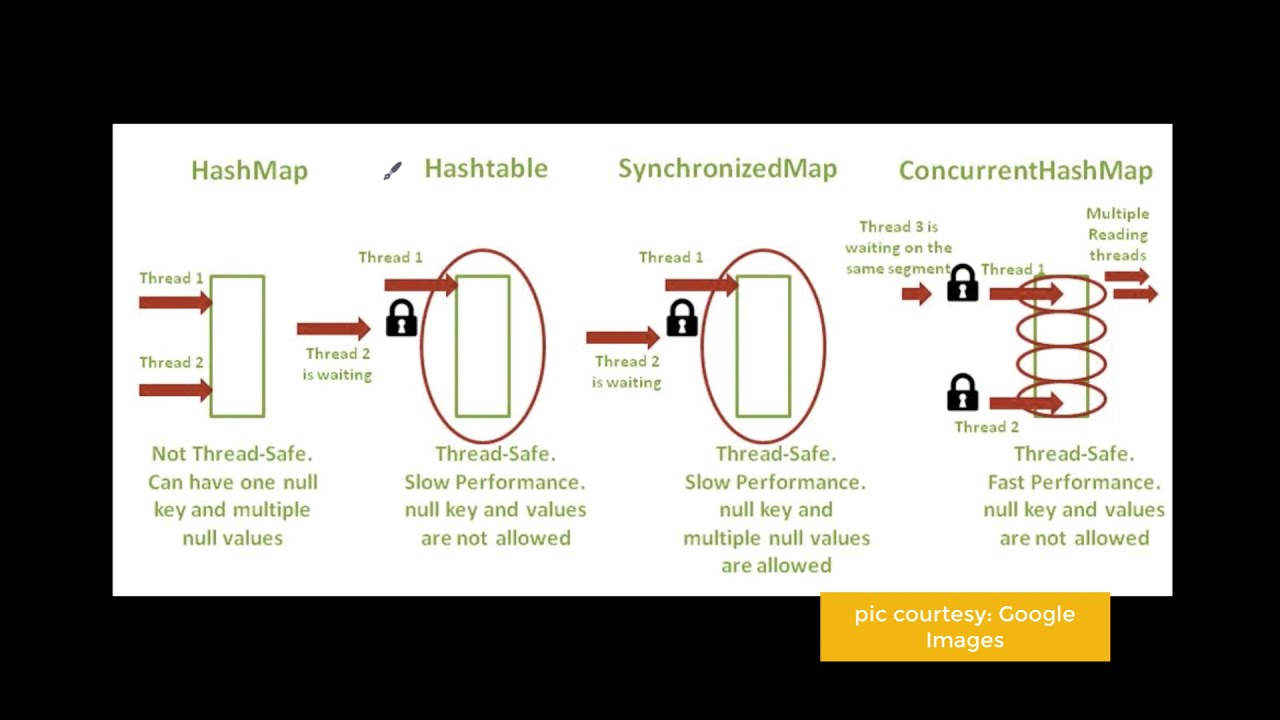 HashMap
Thread 1
Thread 2
Not Thread-Safe.
Can have one null
key and multiple
null values
Hashtable
Thread 1
Thread 2
is waiting
Thread-Safe.
Slow Performance.
null key and values
are not allowed
SynchronizedMap
Thread 1
Thread 2
is waiting
Thread-Safe.
Slow Performance.
null key and
multiple null values
are allowed
ConcurrentHashMap
Thread 3 is
waiting on the
same segment
Thread 1
Multiple
Reading
threads
Thread 2
Thread-Safe.
Fast Performance.
null key and values
are not allowed
pic courtesy: Google
Images